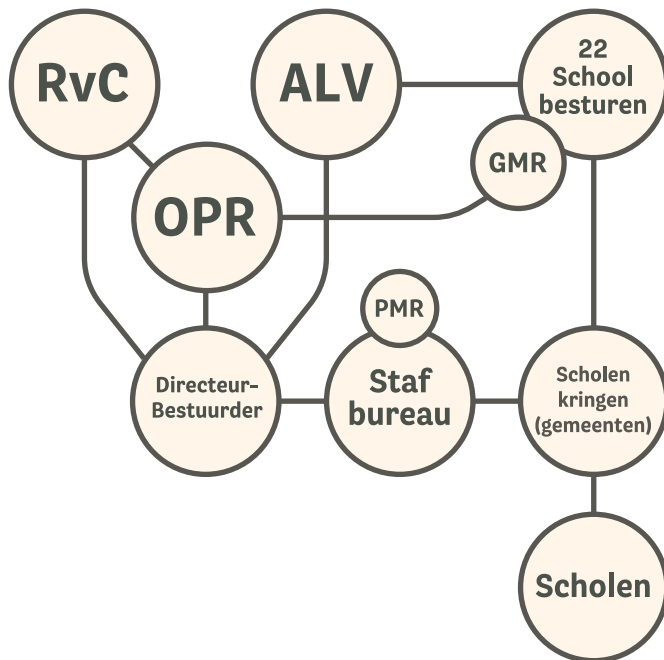 RvC
ALV
22
School
besturen
GMR
OPR
PMR
Directeur-
Bestuurder
Staf
bureau
Scholen
kringen
(gemeenten)
Scholen